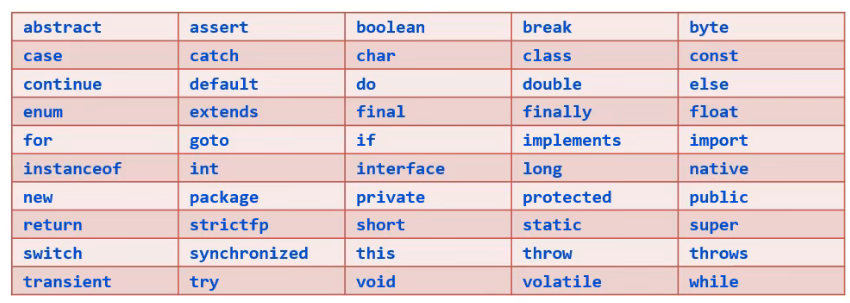 abstract assert boolean break byte
case catch char class const
continue default do double else
enum extends final finally float
for goto if implements import
instanceof int interface long native
new package private protected public
return strictfp short static super
switch synchronized this throw throws
transient try void volatile while